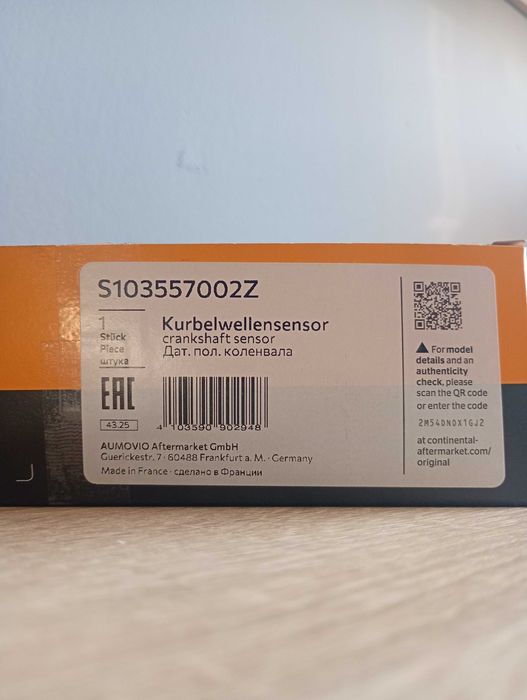 S103557002Z
1
Stück
Piece
штука
Kurbelwellensensor
crankshaft sensor
Дат. пол. коленвала
EAC
43.25
4 103590 902948
AUMOVIO Aftermarket GmbH
Guerickestr. 7 · 60488 Frankfurt a. M. · Germany
Made in France · сделано в Франции
For model
details and an
authenticity
check, please
scan the QR code
or enter the code
2M54DNDX1GJ2
at continental-
aftermarket.com/
original